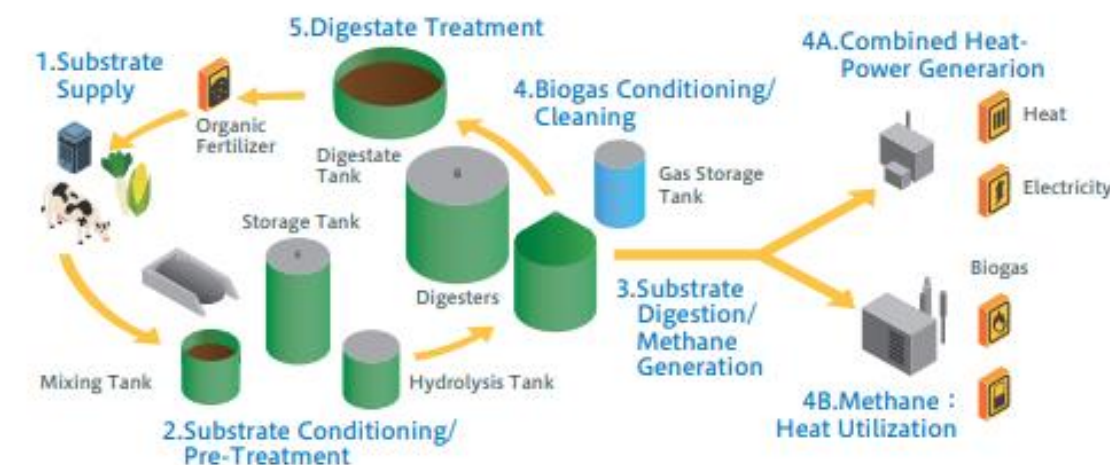 5.Digestate Treatment
1.Substrate
Supply
Organic
Fertilizer
Digestate
Tank
4.Biogas Conditioning/
Cleaning
Gas Storage
Tank
4A.Combined Heat-
Power Generarion
Heat
Electricity
Storage Tank
Digesters
3.Substrate
Digestion/
Methane
Generation
Biogas
Mixing Tank
Hydrolysis Tank
2.Substrate Conditioning/
Pre-Treatment
4B.Methane：
Heat Utilization